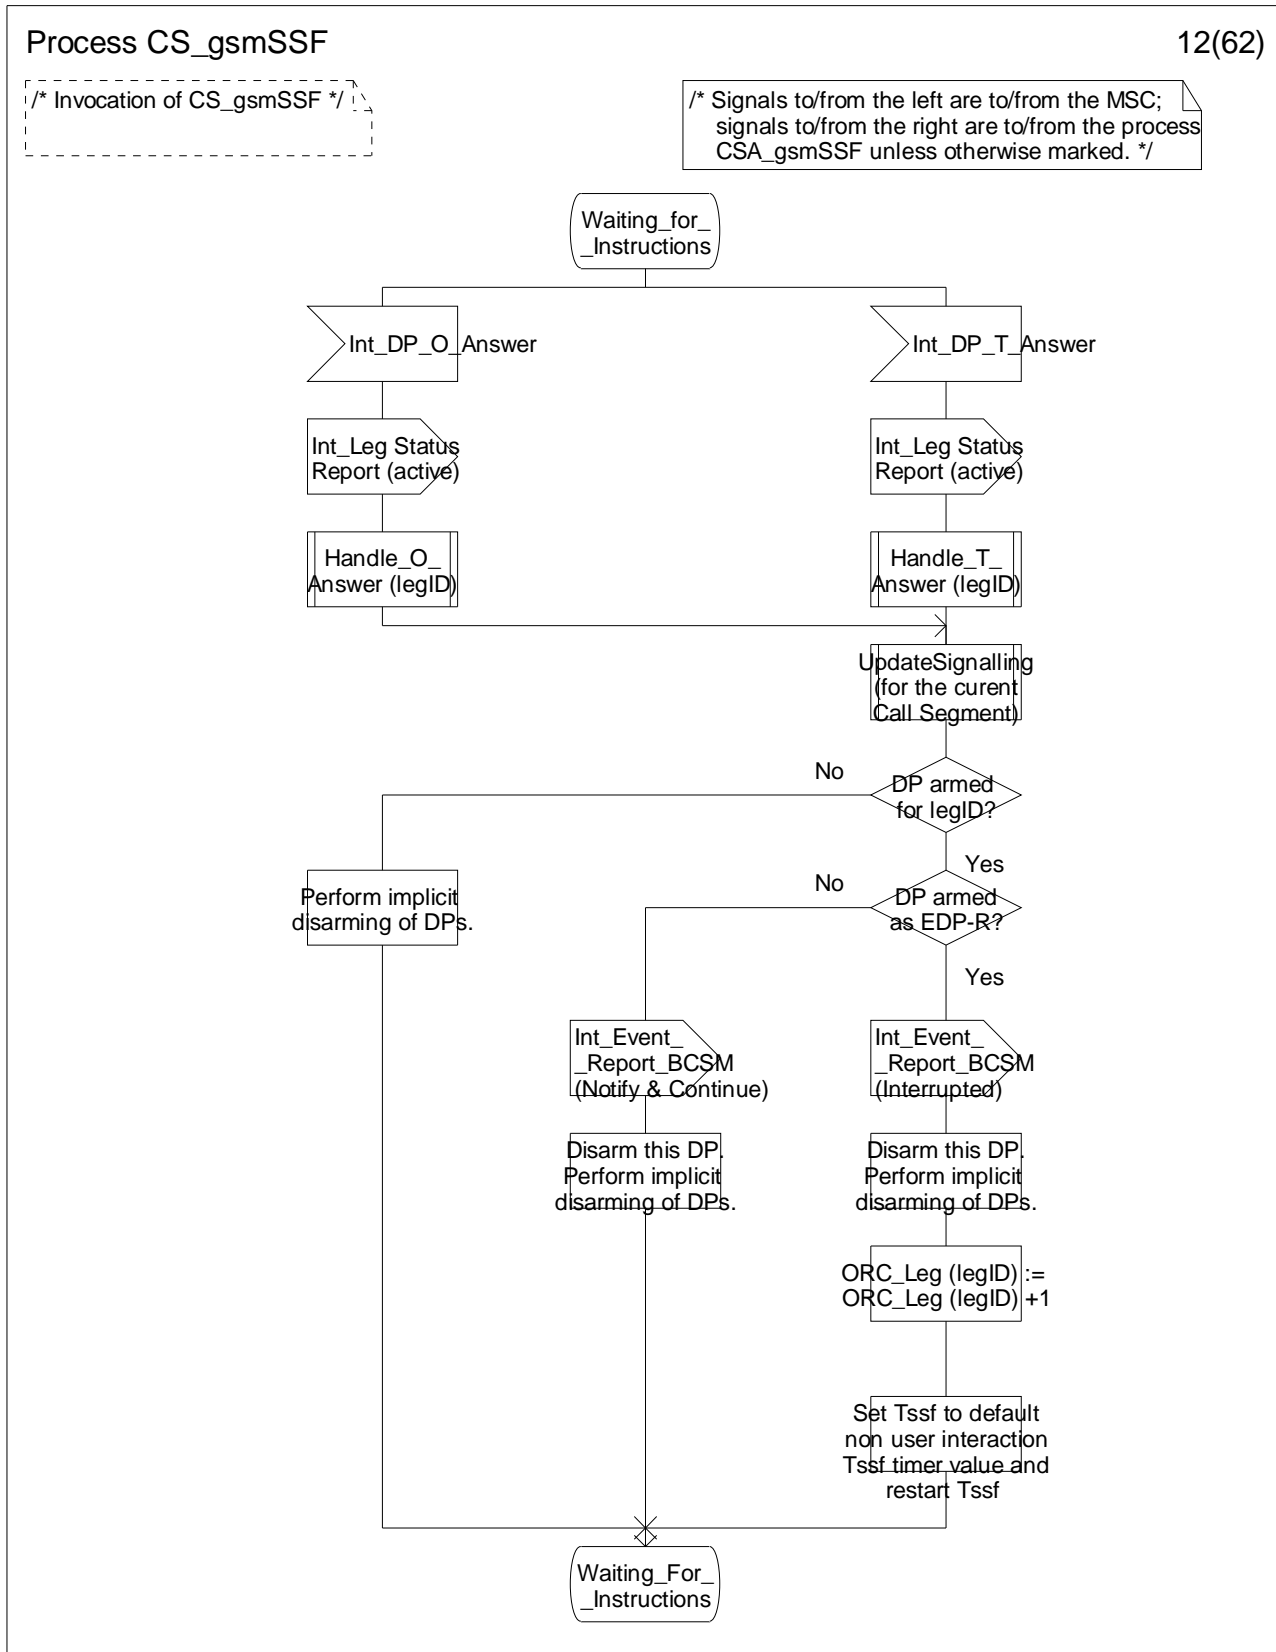 Process CS_gsmSSF
12(62)
/* Invocation of CS_gsmSSF */
/* Signals to/from the left are to/from the MSC;
signals to/from the right are to/from the process
CSA_gsmSSF unless otherwise marked. */
Waiting_for_
_Instructions
Int_DP_O_Answer
Int_DP_T_Answer
Int_Leg Status
Report (active)
Int_Leg Status
Report (active)
Handle_O_
Answer (legID)
Handle_T_
Answer (legID)
UpdateSignalling
(for the curent
Call Segment)
No
DP armed
for legID?
Yes
Perform implicit
disarming of DPs.
No
DP armed
as EDP-R?
Yes
Int_Event_
_Report_BCSM
(Notify & Continue)
Int_Event_
_Report_BCSM
(Interrupted)
Disarm this DP.
Perform implicit
disarming of DPs.
Disarm this DP.
Perform implicit
disarming of DPs.
ORC_Leg (legID) :=
ORC_Leg (legID) +1
Set Tssf to default
non user interaction
Tssf timer value and
restart Tssf
Waiting_For_
_Instructions